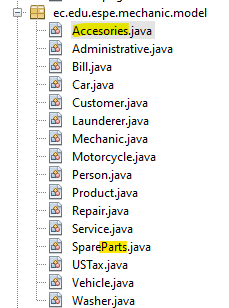 ec.edu.espe.mechanic.model
Accesories.java
Administrative.java
Bill.java
Car.java
Customer.java
Launderer.java
Mechanic.java
Motorcycle.java
Person.java
Product.java
Repair.java
Service.java
SpareParts.java
USTax.java
Vehicle.java
Washer.java